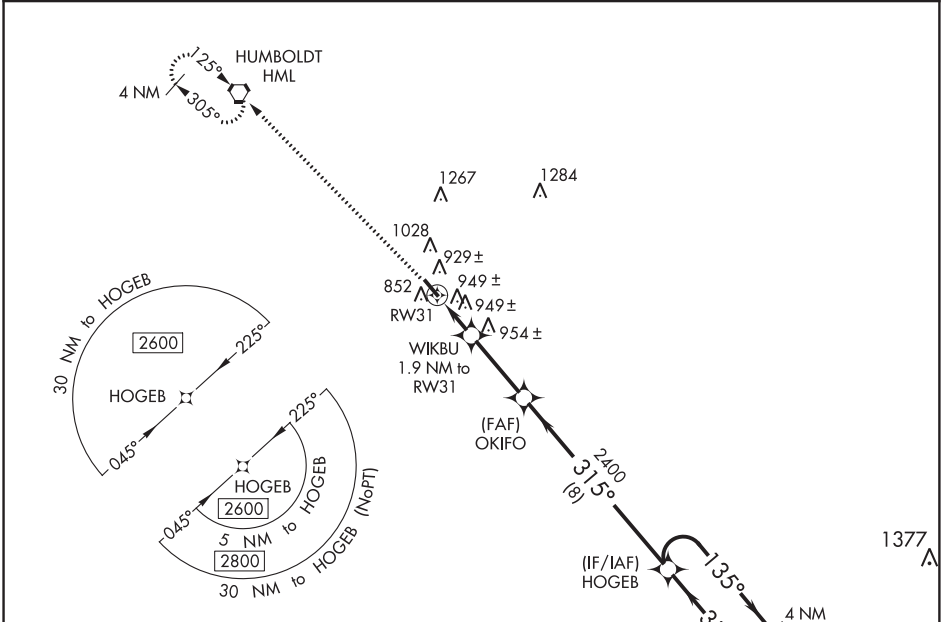 HUMBOLDT
HML
125°
4 NM
305°
1267
1284
1028
929±
852
949±
949±
RW31
954±
WIKBU
1.9 NM to
RW31
30 NM to HOGEB
2600
225°
HOGEB
045°
(FAF)
OKIFO
225°
HOGEB
045°
2600
5 NM to HOGEB
2800
30 NM to HOGEB (NoPT)
2400
315°
(8)
(IF/IAF)
HOGEB
135°
1377
4 NM